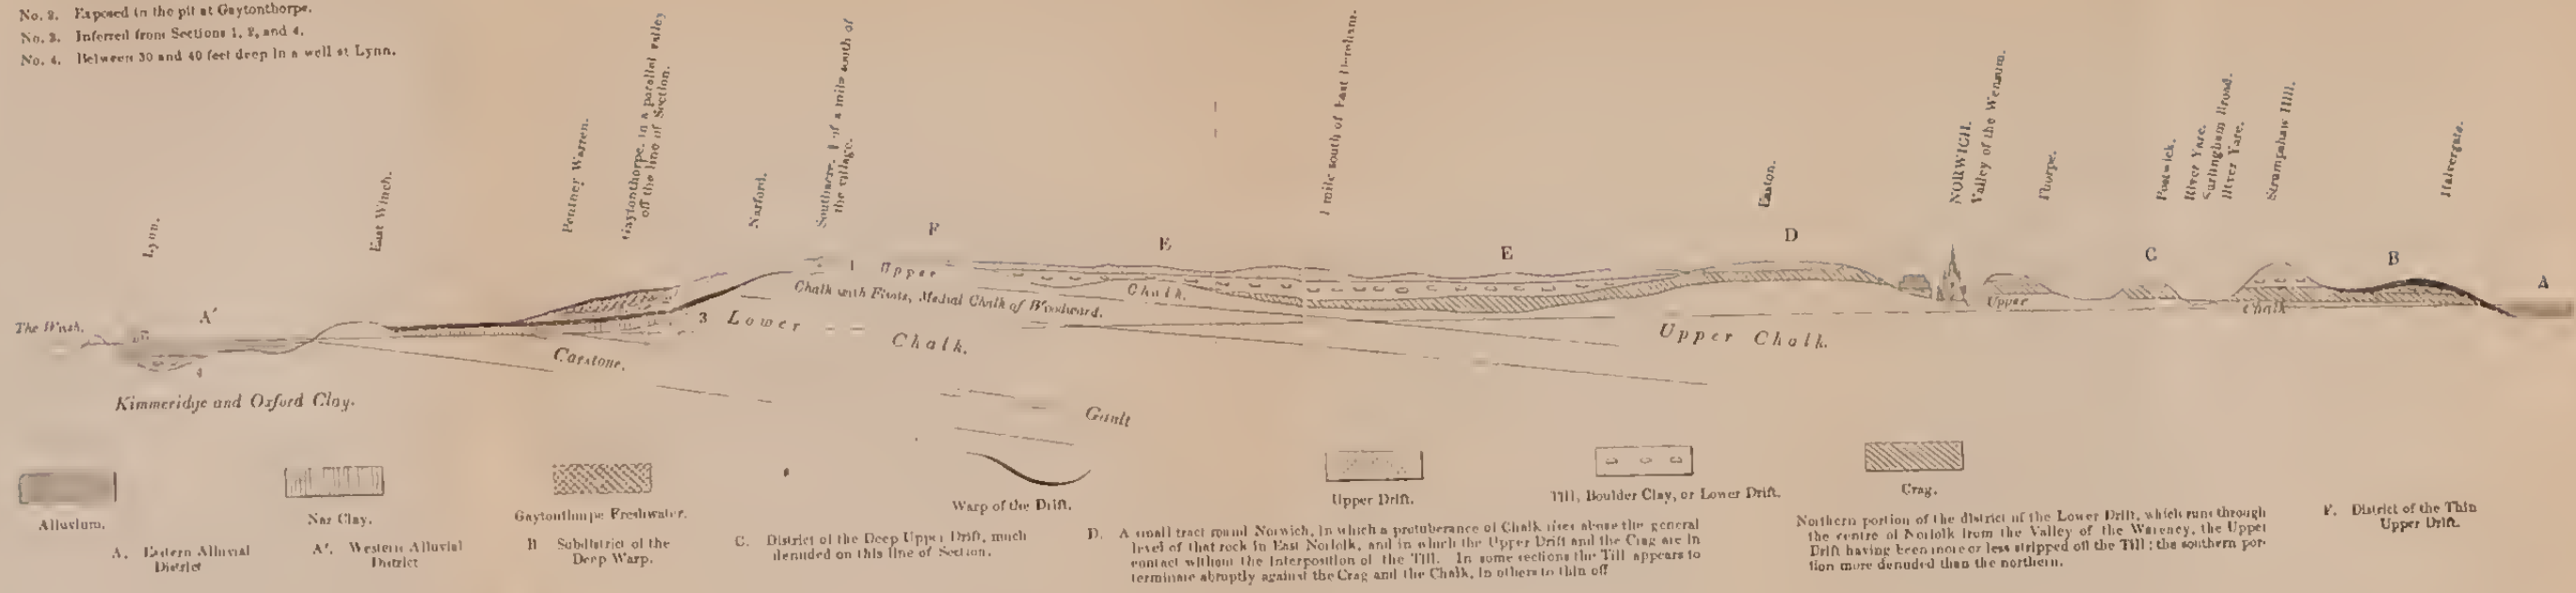 No. 2. Exposed in the pit at Gaytonthorpe.
No. 3. Inferred from Sections 1, 2, and 4.
No. 4. Between 30 and 40 feet deep in a well at Lynn.
Lynn.
East Winch.
Pentney Warren.
Gaytonthorpe, in a parallel valley
off the line of Section.
Narford.
Southacre, of a mile south of
the village.
1 mile south of East Dereham.
Easton.
NORWICH.
Valley of the Wensum.
Thorpe.
Postwick.
River Yare.
Surlingham Broad.
River Yare.
Strumpshaw Hill.
Halvergate.
The Wash.
A'
F
E
E
D
C
B
A
1
3
4
Upper
Chalk.
Chalk with Flints, Medial Chalk of Woodward.
Lower
Chalk.
Upper Chalk.
Upper
Chalk
Carstone.
Kimmeridge and Oxford Clay.
Gault
Alluvium.
Nar Clay.
Gaytonthorpe Freshwater.
Warp of the Drift.
Upper Drift.
Till, Boulder Clay, or Lower Drift.
Crag.
A. Eastern Alluvial
District
A'. Western Alluvial
District
B Subdistrict of the
Deep Warp.
C. District of the Deep Upper Drift, much
denuded on this line of Section.
D. A small tract round Norwich, in which a protuberance of Chalk rises above the general
level of that rock in East Norfolk, and in which the Upper Drift and the Crag are in
contact without the Interposition of the Till. In some sections the Till appears to
terminate abruptly against the Crag and the Chalk, in others to thin off
Northern portion of the district of the Lower Drift, which runs through
the centre of Norfolk from the Valley of the Waveney, the Upper
Drift having been more or less stripped off the Till; the southern por-
tion more denuded than the northern.
F. District of the Thin
Upper Drift.